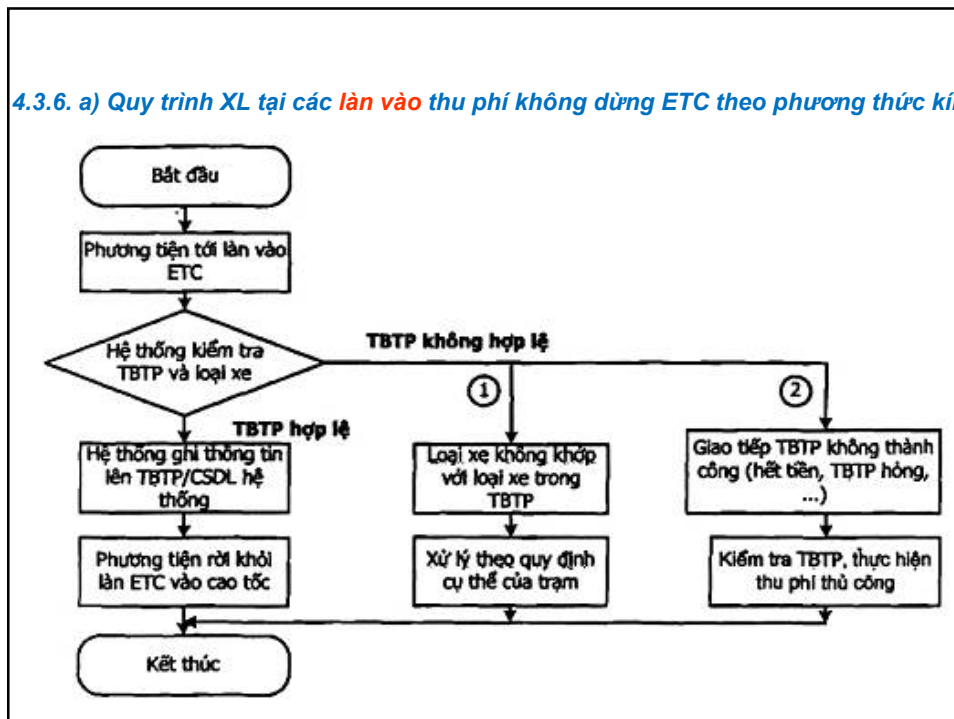 4.3.6. a) Quy trình XL tại các làn vào thu phí không dừng ETC theo phương thức kí
Bắt đầu
Phương tiện tới làn vào
ETC
Hệ thống kiểm tra
TBTP và loại xe
TBTP không hợp lệ
1
2
TBTP hợp lệ
Hệ thống ghi thông tin
lên TBTP/CSDL hệ
thống
Loại xe không khớp
với loại xe trong
TBTP
Giao tiếp TBTP không thành
công (hết tiền, TBTP hỏng,
...)
Phương tiện rời khỏi
làn ETC vào cao tốc
Xử lý theo quy định
cụ thể của trạm
Kiểm tra TBTP, thực hiện
thu phí thủ công
Kết thúc